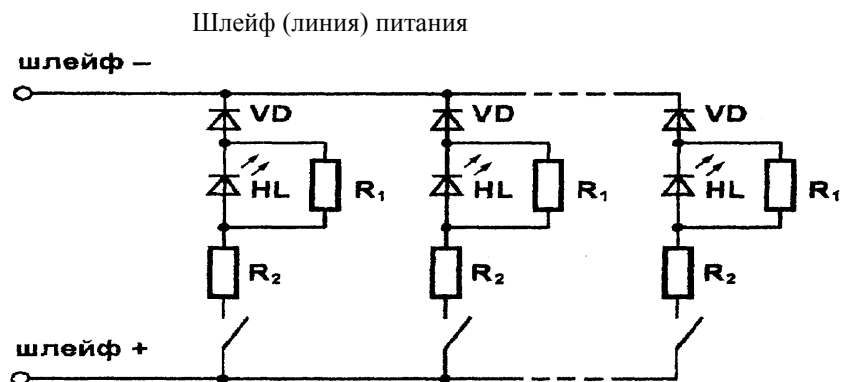 Шлейф (линия) питания
шлейф –
VD VD VD
HL R₁ HL R₁ HL R₁
R₂ R₂ R₂
шлейф +